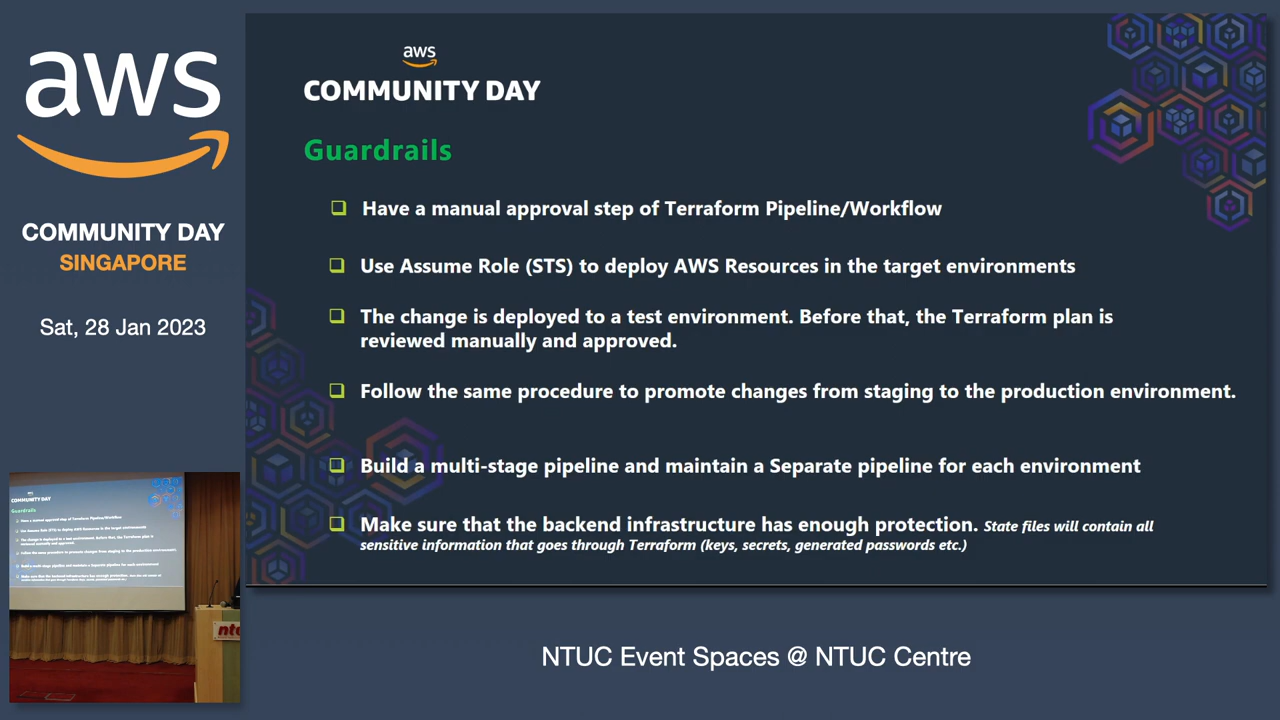 aws
COMMUNITY DAY
SINGAPORE
Sat, 28 Jan 2023
aws
COMMUNITY DAY
Guardrails
Have a manual approval step of Terraform Pipeline/Workflow
Use Assume Role (STS) to deploy AWS Resources in the target environments
The change is deployed to a test environment. Before that, the Terraform plan is
reviewed manually and approved.
Follow the same procedure to promote changes from staging to the production environment.
Build a multi-stage pipeline and maintain a Separate pipeline for each environment
Make sure that the backend infrastructure has enough protection. State files will contain all
sensitive information that goes through Terraform (keys, secrets, generated passwords etc.)
COMMUNITY DAY
Guardrails
NTUC Event Spaces @ NTUC Centre